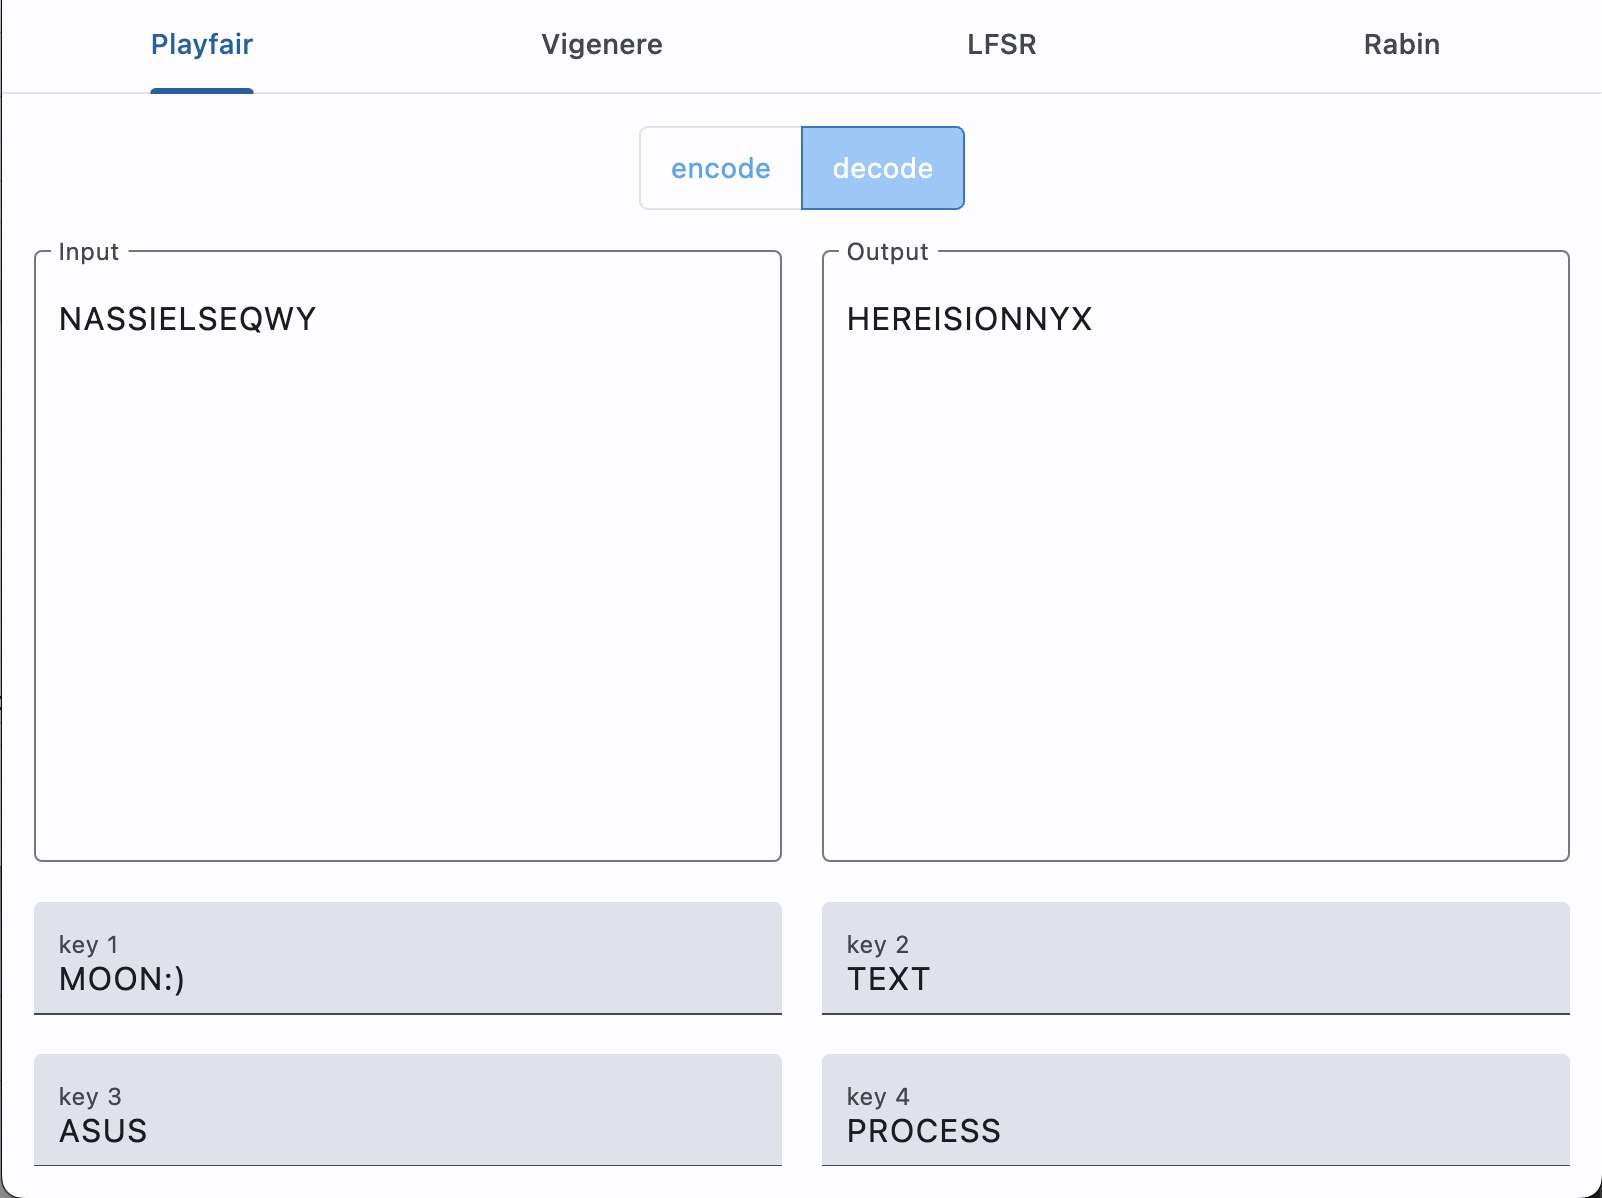 Playfair Vigenere LFSR Rabin
encode decode
Input
NASSIELSEQWY
Output
HEREISIONNYX
key 1
MOON:)
key 2
TEXT
key 3
ASUS
key 4
PROCESS